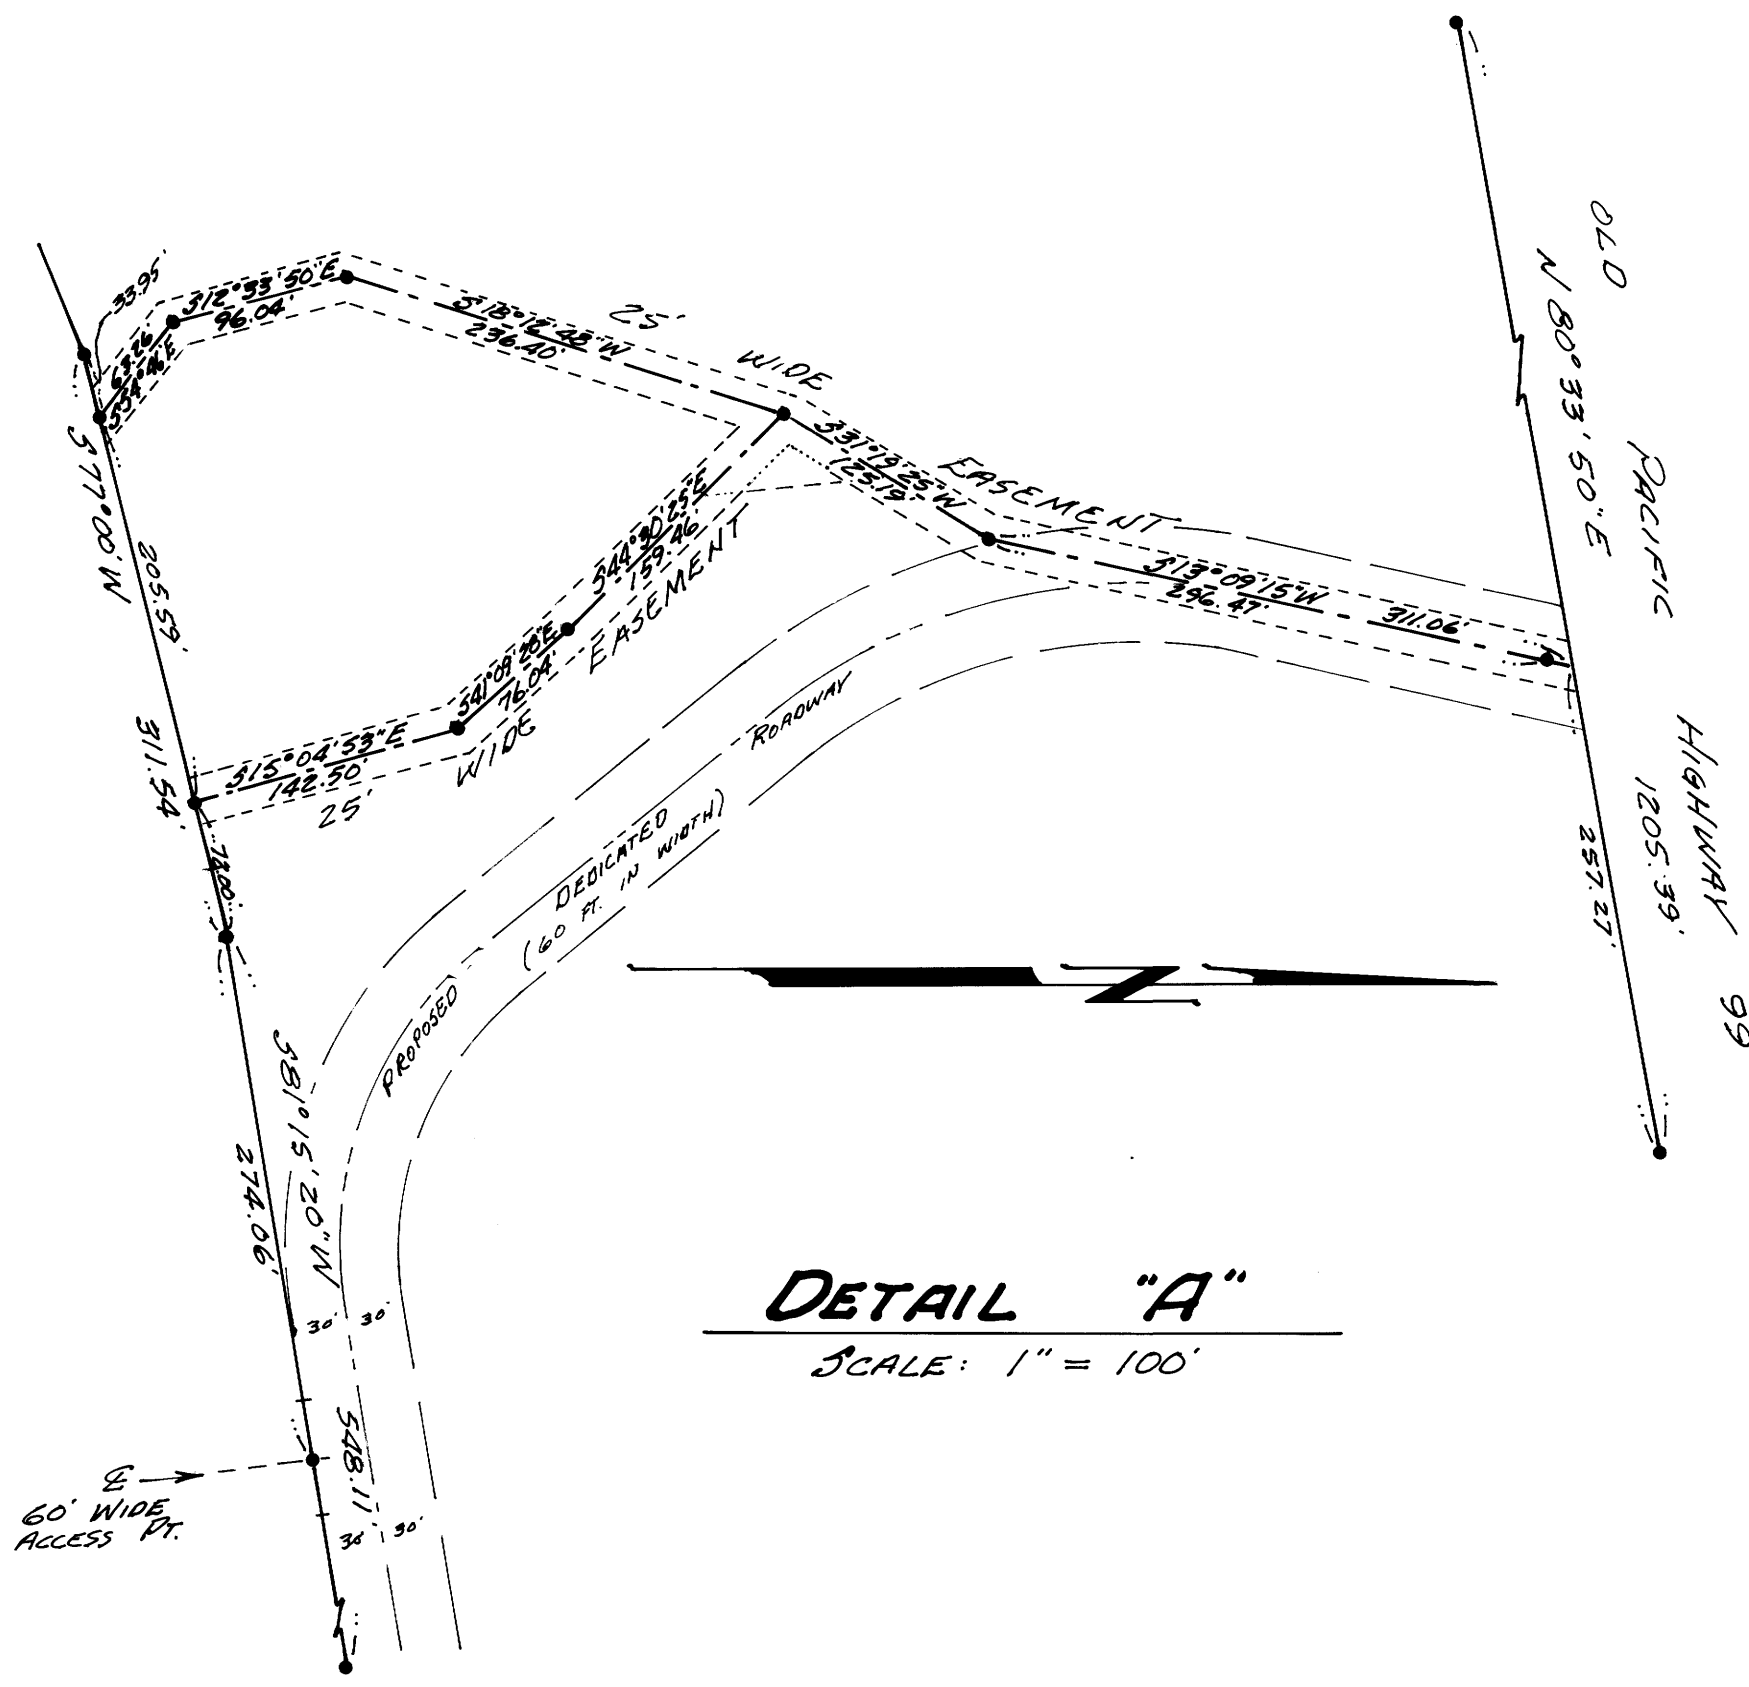 33.95'
S12°33'50"E
96.04'
63.26'
S54°46'E
S18°12'48"W
236.40'
25'
WIDE
EASEMENT
S31°19'25"W
125.19'
S44°30'25"E
159.46'
S41°09'28"E
76.04'
S15°04'53"E
142.50'
25'
WIDE
EASEMENT
S13°09'15"W
296.47'
311.06'
OLD PACIFIC HIGHWAY 99
N 80°33'50"E
1205.39'
257.27'
S77°00'W
205.59'
311.54'
72.00'
S81°15'20"W
274.06'
548.11'
PROPOSED DEDICATED ROADWAY
(60 FT. IN WIDTH)
30' 30'
30' 30'
℄
60' WIDE
ACCESS PT.
N
DETAIL "A"
SCALE: 1" = 100'